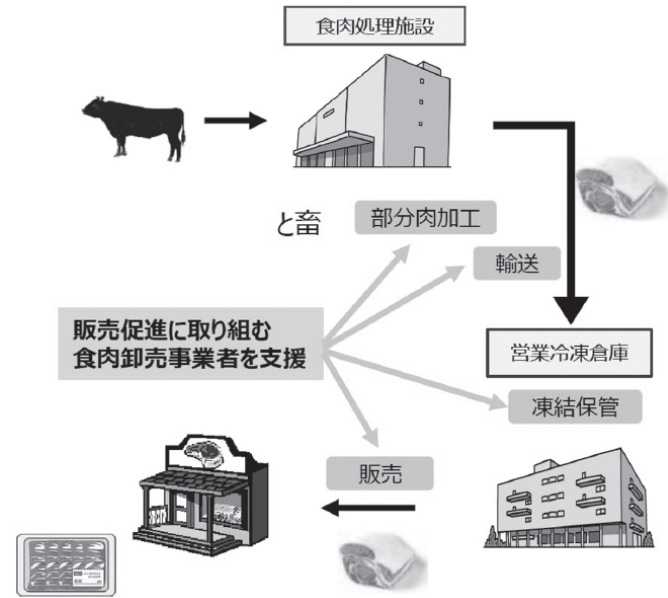 食肉処理施設
と畜
部分肉加工
輸送
販売促進に取り組む
食肉卸売事業者を支援
営業冷凍倉庫
凍結保管
販売